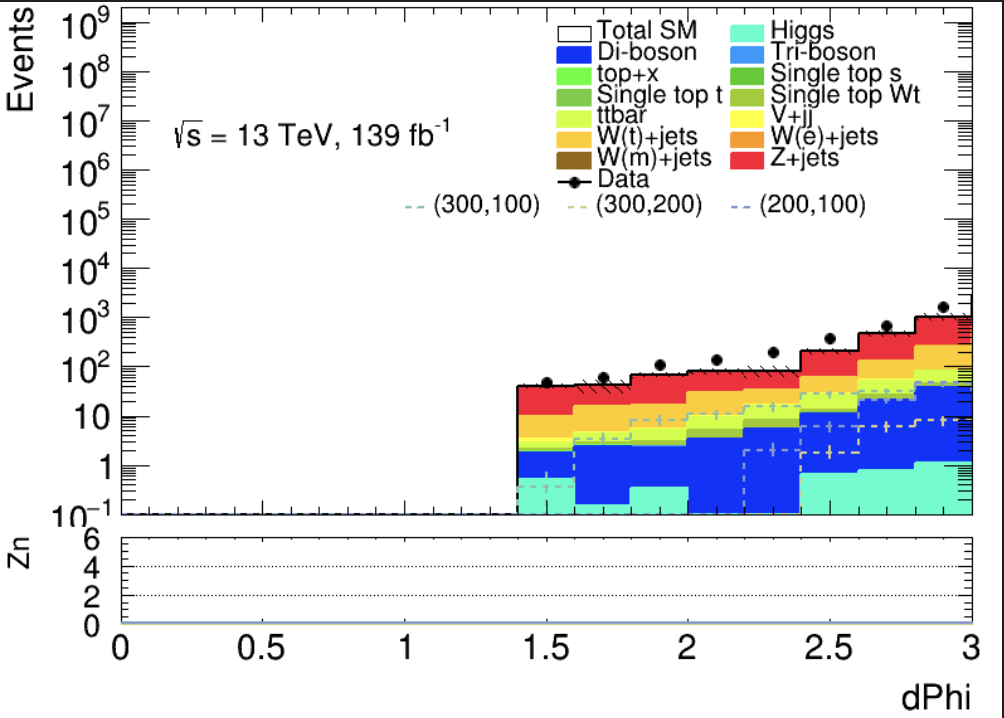 Events
10⁹
10⁸
10⁷
10⁶
10⁵
10⁴
10³
10²
10
1
10⁻¹
√s = 13 TeV, 139 fb⁻¹
Total SM Higgs
Di-boson Tri-boson
top+x Single top s
Single top t Single top Wt
ttbar V+jj
W(t)+jets W(e)+jets
W(m)+jets Z+jets
Data
(300,100) (300,200) (200,100)
Zn
6
4
2
0
0 0.5 1 1.5 2 2.5 3
dPhi